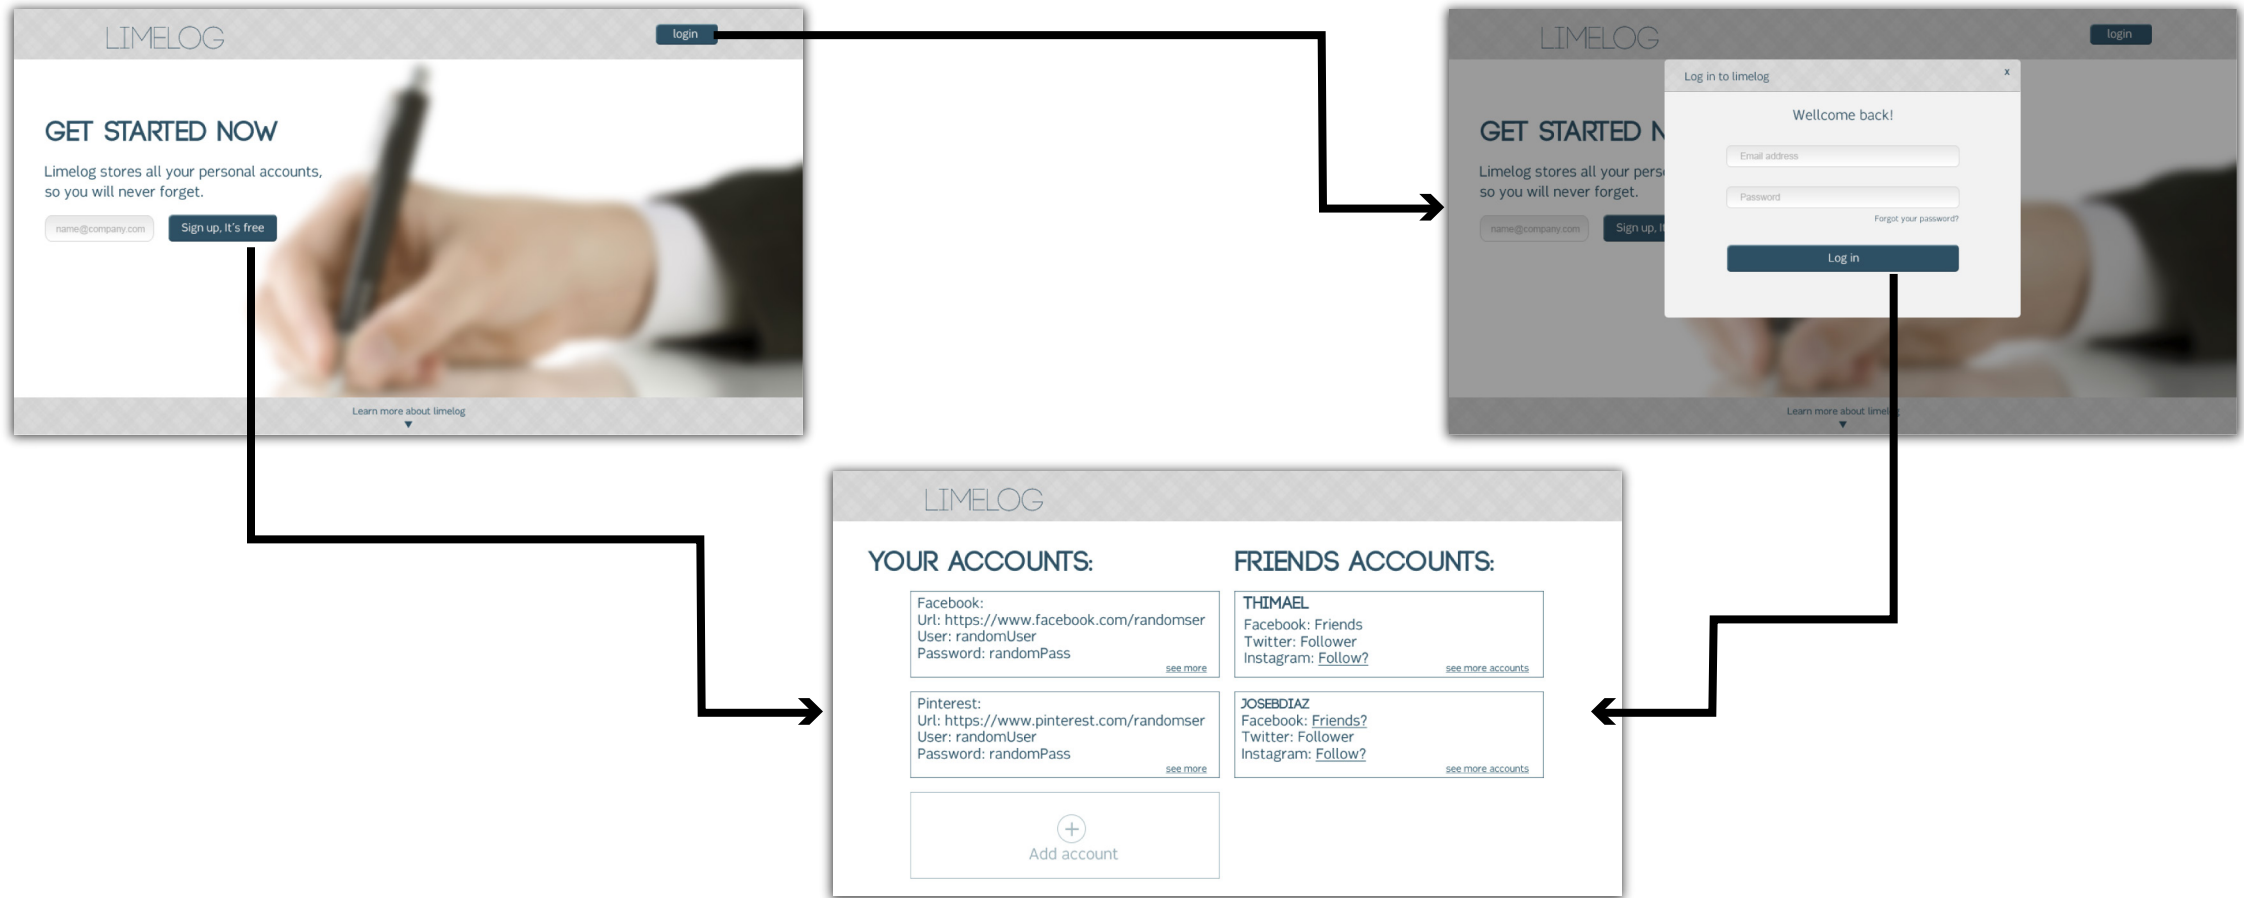 LIMELOG
login
GET STARTED NOW
Limelog stores all your personal accounts,
so you will never forget.
name@company.com
Sign up, It's free
Learn more about limelog
LIMELOG
login
Log in to limelog
x
Wellcome back!
Email address
Password
Forgot your password?
Log in
GET STARTED N
Limelog stores all your perso
so you will never forget.
name@company.com
Sign up, I
Learn more about limelog
LIMELOG
YOUR ACCOUNTS:
Facebook:
Url: https://www.facebook.com/randomser
User: randomUser
Password: randomPass
see more
Pinterest:
Url: https://www.pinterest.com/randomser
User: randomUser
Password: randomPass
see more
Add account
FRIENDS ACCOUNTS:
THIMAEL
Facebook: Friends
Twitter: Follower
Instagram: Follow?
see more accounts
JOSEBDIAZ
Facebook: Friends?
Twitter: Follower
Instagram: Follow?
see more accounts